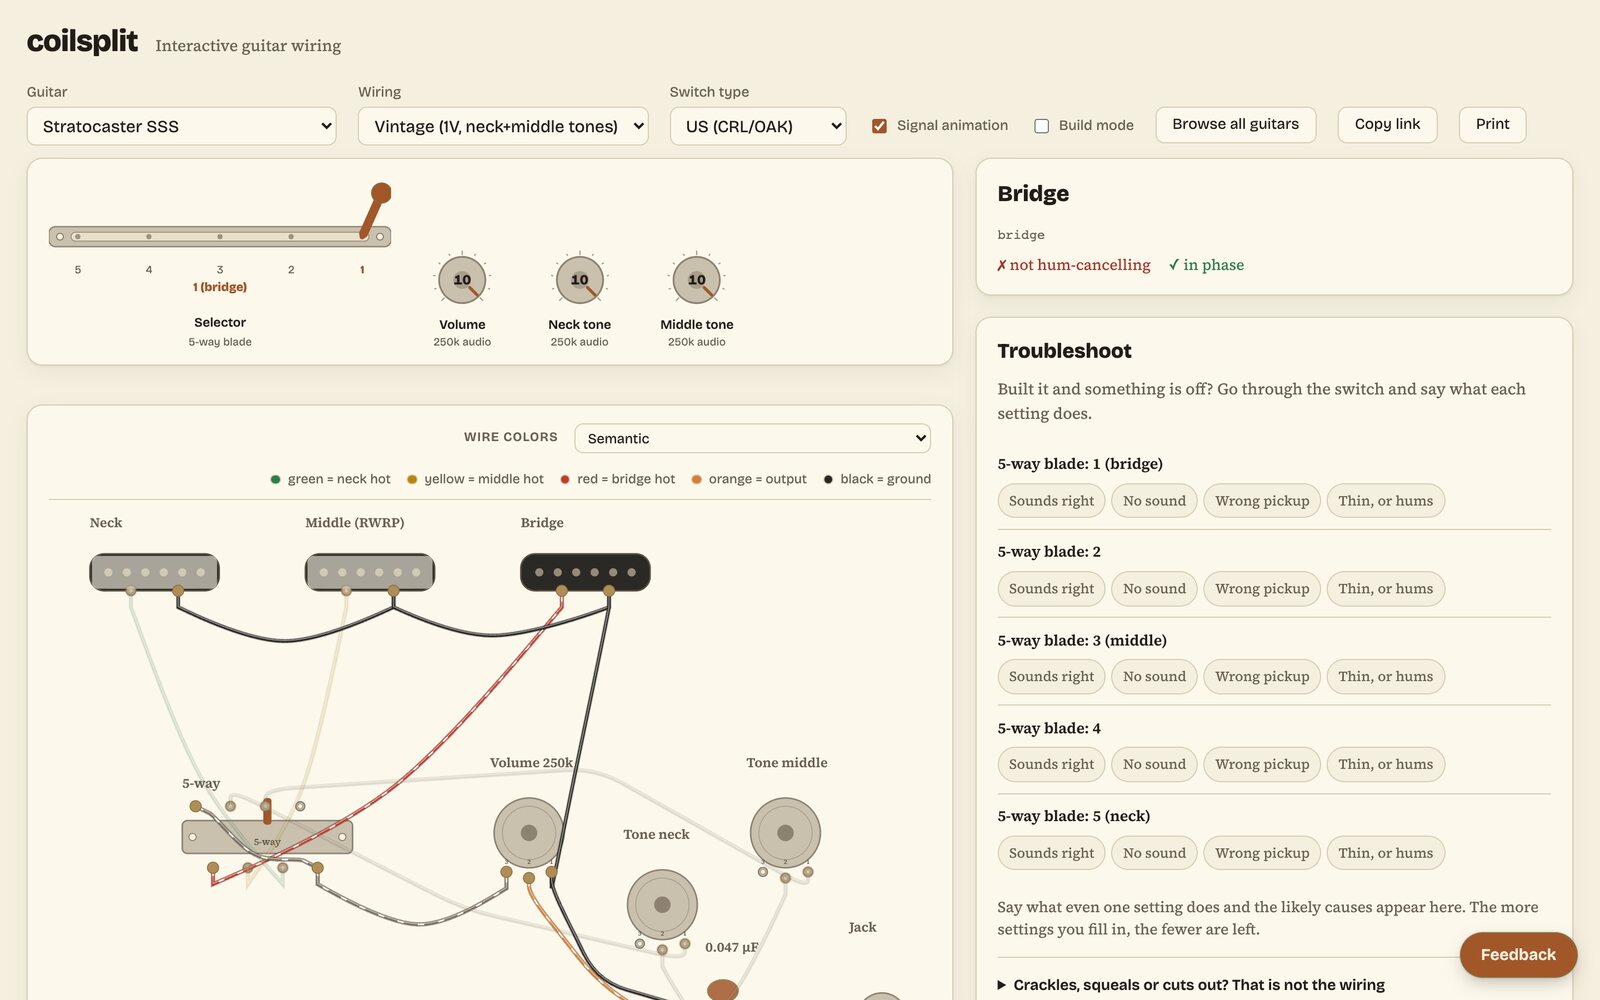 coilsplit Interactive guitar wiring
Guitar Wiring Switch type
Stratocaster SSS Vintage (1V, neck+middle tones) US (CRL/OAK) Signal animation Build mode Browse all guitars Copy link Print
5 4 3 2 1
1 (bridge)
Selector
5-way blade
10 10 10
Volume Neck tone Middle tone
250k audio 250k audio 250k audio
WIRE COLORS Semantic
green = neck hot yellow = middle hot red = bridge hot orange = output black = ground
Neck Middle (RWRP) Bridge
Volume 250k Tone middle
5-way
5-way
Tone neck
3 2 1
3 2 1
3 2 1
Jack
0.047 µF
Bridge
bridge
✗ not hum-cancelling ✓ in phase
Troubleshoot
Built it and something is off? Go through the switch and say what each
setting does.
5-way blade: 1 (bridge)
Sounds right No sound Wrong pickup Thin, or hums
5-way blade: 2
Sounds right No sound Wrong pickup Thin, or hums
5-way blade: 3 (middle)
Sounds right No sound Wrong pickup Thin, or hums
5-way blade: 4
Sounds right No sound Wrong pickup Thin, or hums
5-way blade: 5 (neck)
Sounds right No sound Wrong pickup Thin, or hums
Say what even one setting does and the likely causes appear here. The more
settings you fill in, the fewer are left.
Feedback
Crackles, squeals or cuts out? That is not the wiring